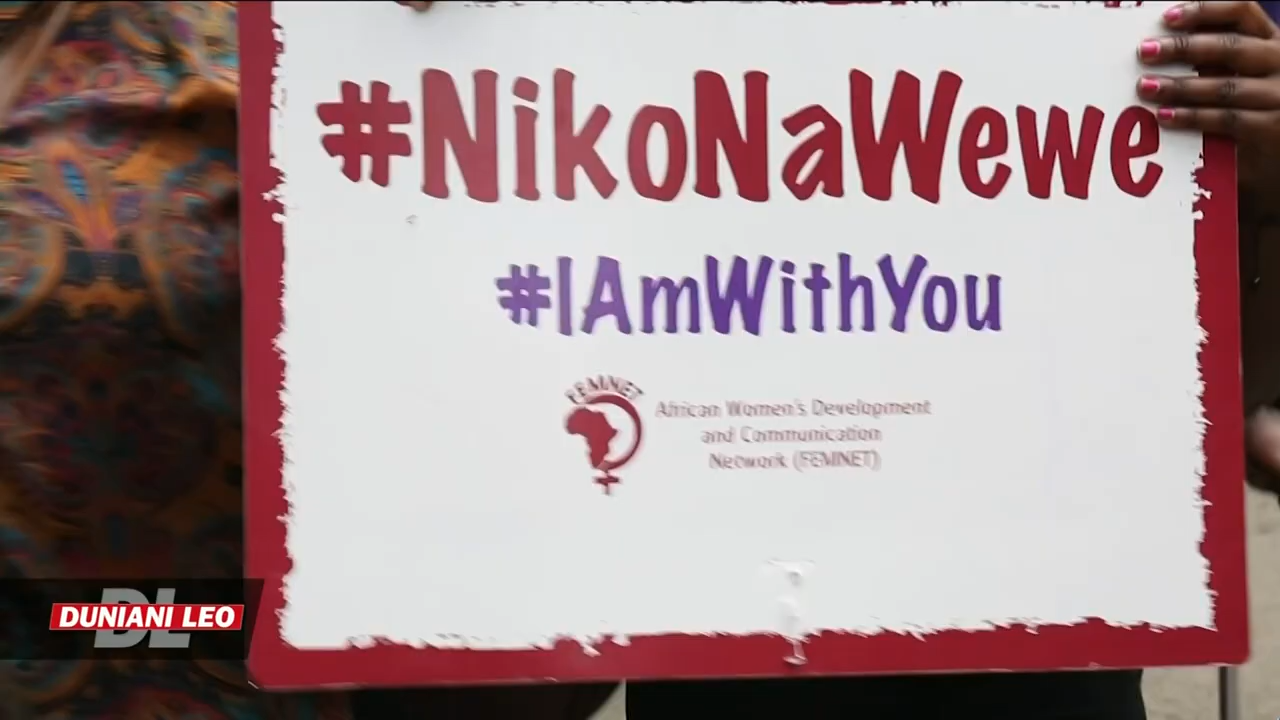 #NikoNaWewe
#IAmWithYou
FEMNET
African Women's Development
and Communication
Network (FEMNET)
DL
DUNIANI LEO